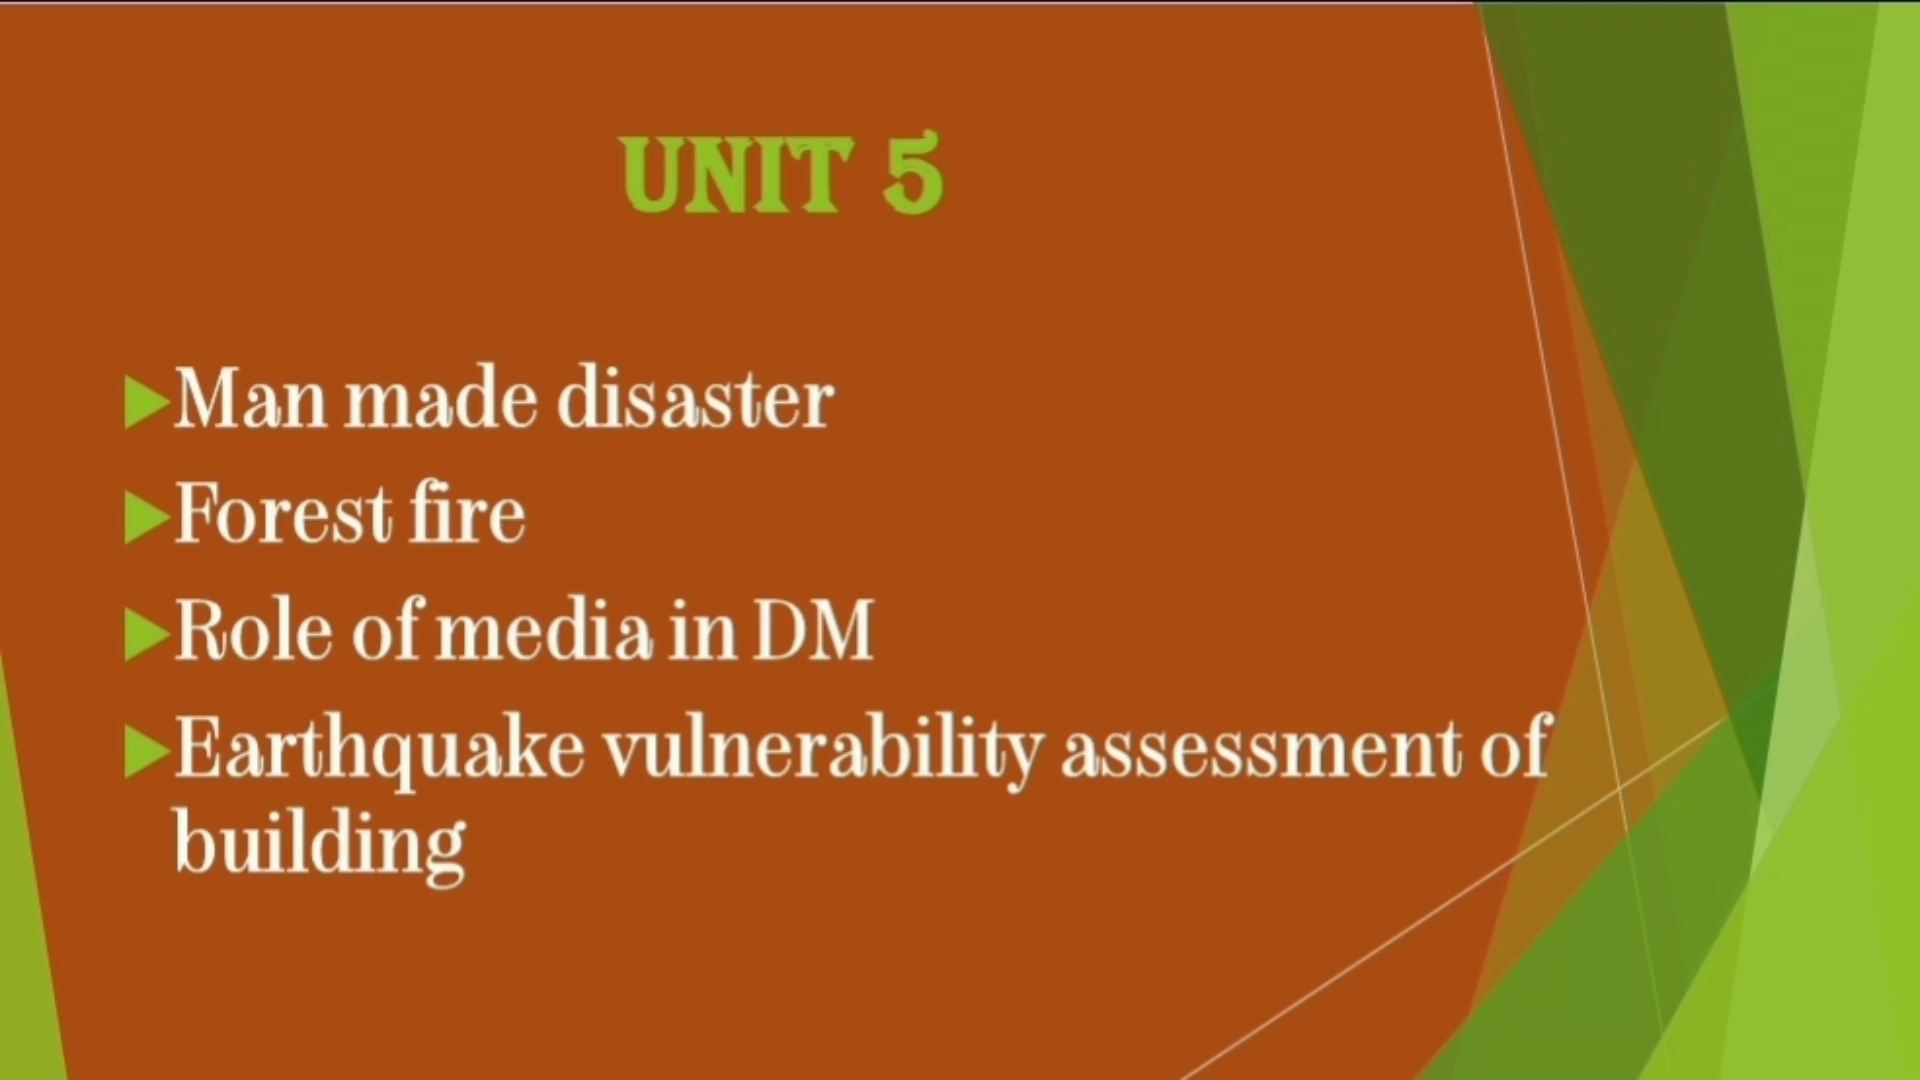 UNIT 5
Man made disaster
Forest fire
Role of media in DM
Earthquake vulnerability assessment of
building